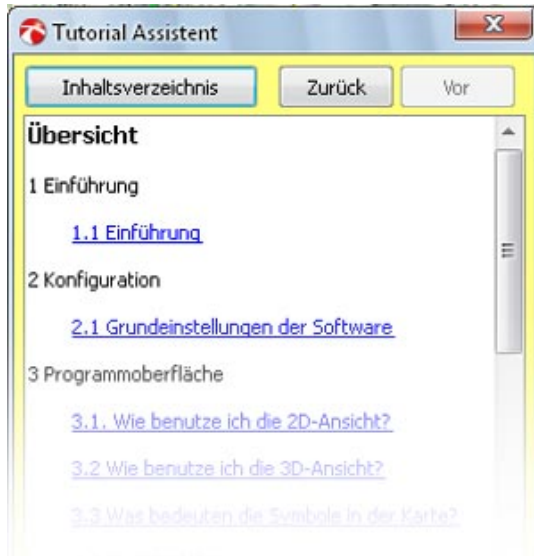 Tutorial Assistent
Inhaltsverzeichnis Zurück Vor
Übersicht
1 Einführung
1.1 Einführung
2 Konfiguration
2.1 Grundeinstellungen der Software
3 Programmoberfläche
3.1. Wie benutze ich die 2D-Ansicht?
3.2 Wie benutze ich die 3D-Ansicht?
3.3 Was bedeuten die Symbole in der Karte?